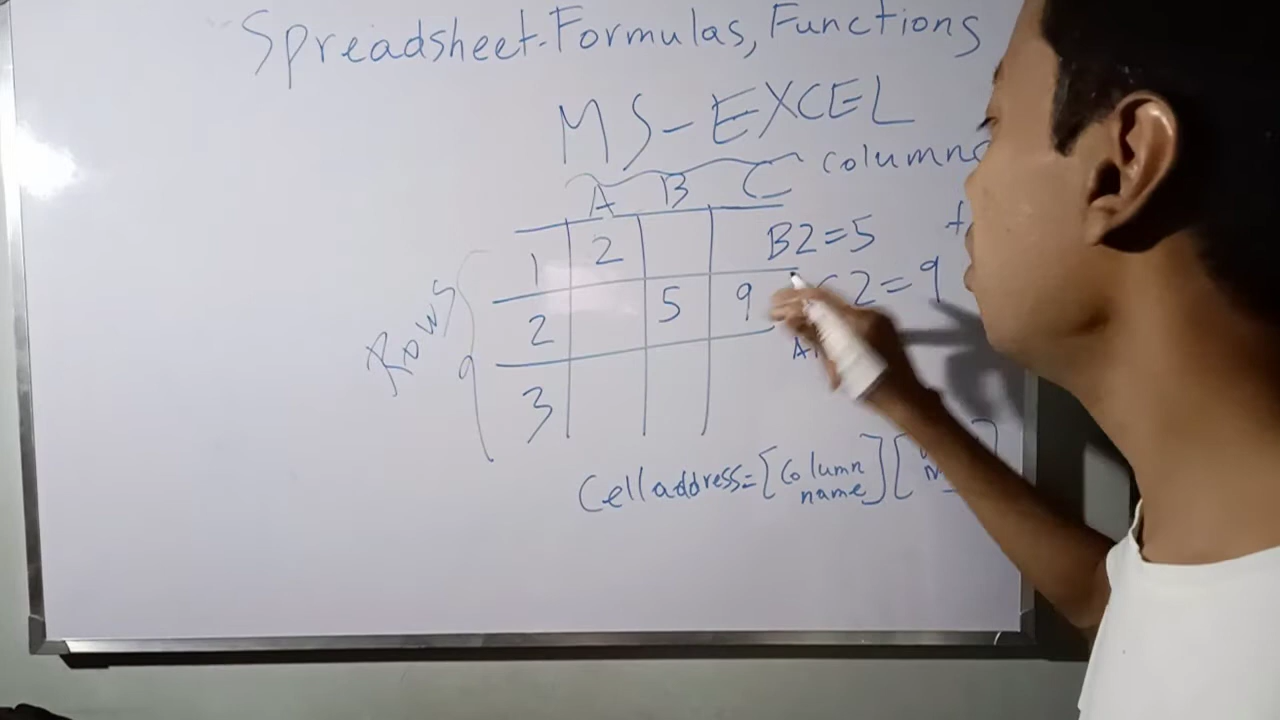 Spreadsheet-Formulas, Functions
MS-EXCEL
columns
A B C
1 2
B2=5
2 5 9
C2=9
3
Rows
Cell address=[Column name][